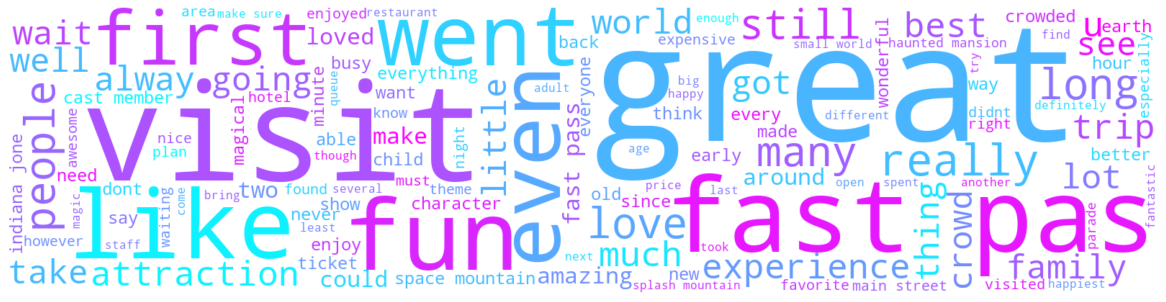 area make sure enjoyed restaurant
wait first loved went back world enough still best crowded u earth
expensive small world haunted mansion see find
well alway going busy everything everyone big wonderful long hour especially
cast member minute queue want adult even great got try way
people awesome visit magical hotel know little happy think different didnt definitely
nice able make child night fast pass age every made right trip
plan though early many really better
need must theme old price around last open spent another lot fantastic
indiana jone magic dont two found several character since
like bring never show fun love fast pas
say come waiting least enjoy took thing crowd parade
however staff ticket next much
take attraction could space mountain amazing new experience family
splash mountain favorite main street visited happiest